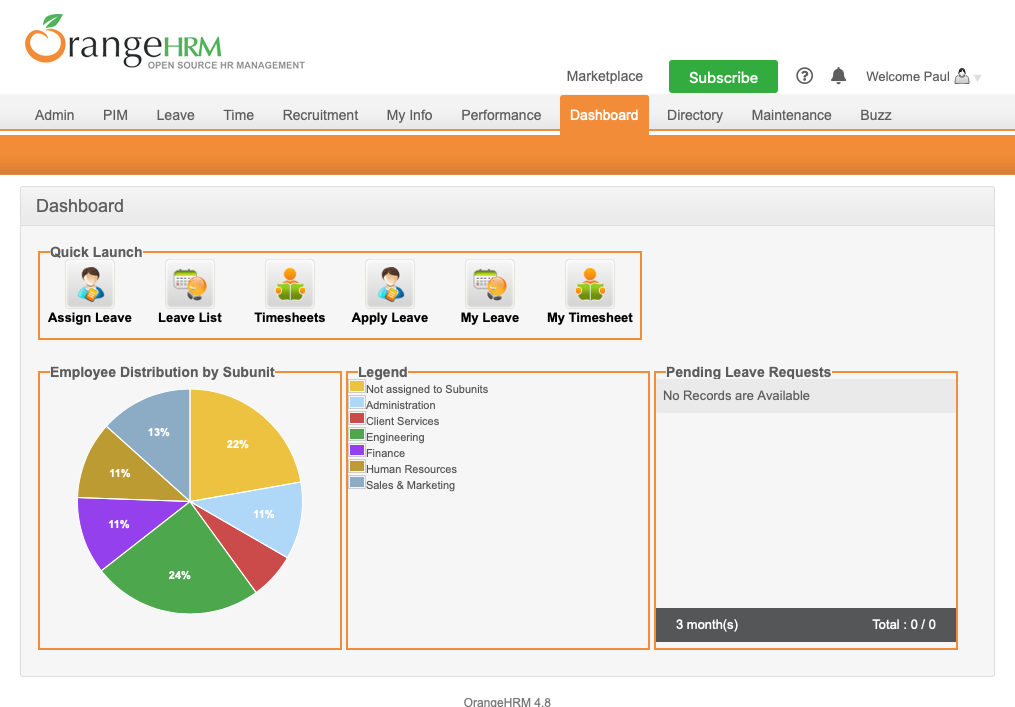 OrangeHRM
OPEN SOURCE HR MANAGEMENT
Marketplace Subscribe Welcome Paul
Admin PIM Leave Time Recruitment My Info Performance Dashboard Directory Maintenance Buzz
Dashboard
Quick Launch
Assign Leave Leave List Timesheets Apply Leave My Leave My Timesheet
Employee Distribution by Subunit
22%
11%
24%
11%
11%
13%
Legend
Not assigned to Subunits
Administration
Client Services
Engineering
Finance
Human Resources
Sales & Marketing
Pending Leave Requests
No Records are Available
3 month(s) Total : 0 / 0
OrangeHRM 4.8